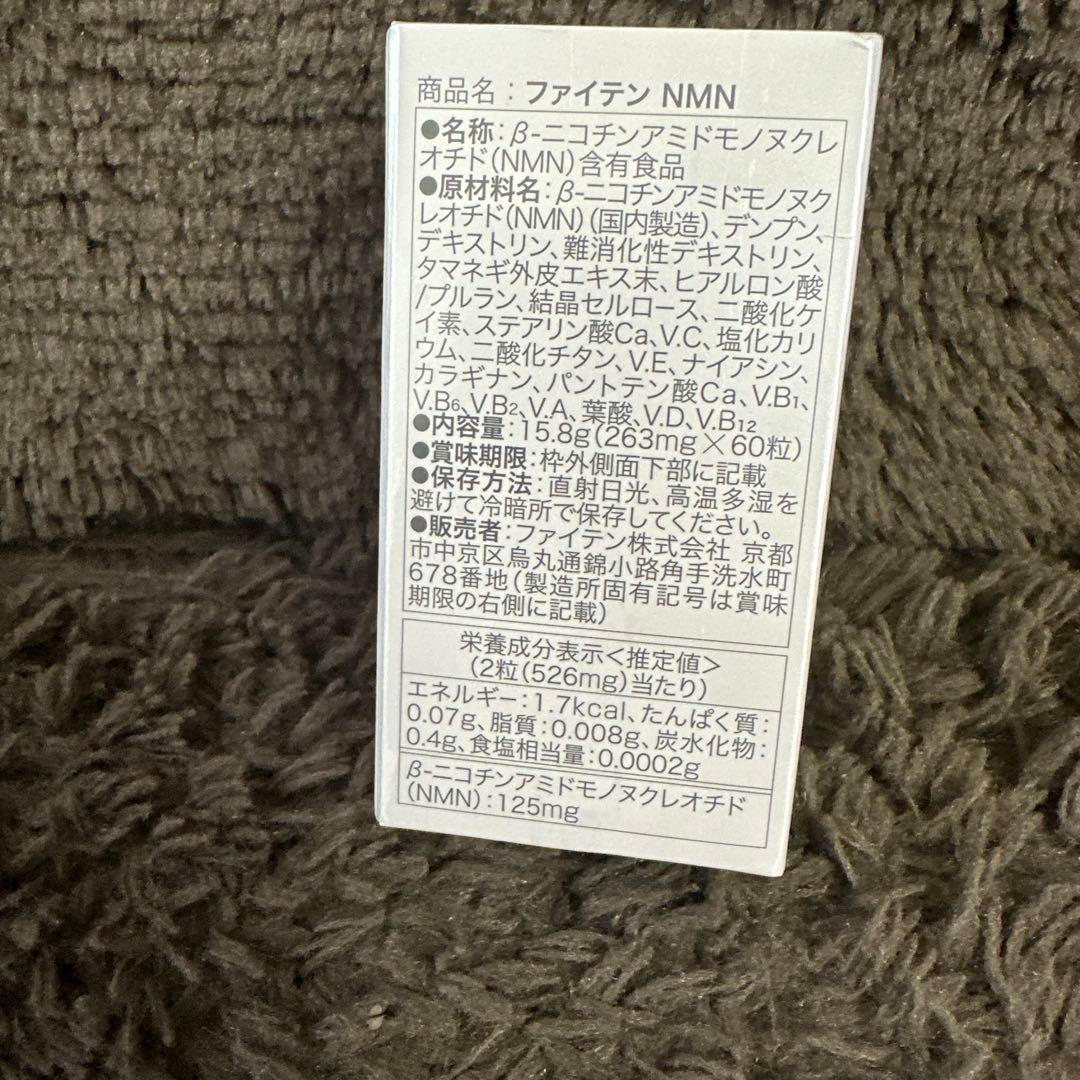 商品名：ファイテン NMN
●名称：β-ニコチンアミドモノヌクレ
オチド(NMN)含有食品
●原材料名：β-ニコチンアミドモノヌク
レオチド(NMN)(国内製造)、デンプン、
デキストリン、難消化性デキストリン、
タマネギ外皮エキス末、ヒアルロン酸
/プルラン、結晶セルロース、二酸化ケ
イ素、ステアリン酸Ca、V.C、塩化カリ
ウム、二酸化チタン、V.E、ナイアシン、
カラギナン、パントテン酸Ca、V.B1、
V.B6、V.B2、V.A、葉酸、V.D、V.B12
●内容量：15.8g(263mg×60粒)
●賞味期限：枠外側面下部に記載
●保存方法：直射日光、高温多湿を
避けて冷暗所で保存してください。
●販売者：ファイテン株式会社 京都
市中京区烏丸通錦小路角手洗水町
678番地(製造所固有記号は賞味
期限の右側に記載)
栄養成分表示＜推定値＞
(2粒(526mg)当たり)
エネルギー：1.7kcal、たんぱく質：
0.07g、脂質：0.008g、炭水化物：
0.4g、食塩相当量：0.0002g
β-ニコチンアミドモノヌクレオチド
(NMN)：125mg